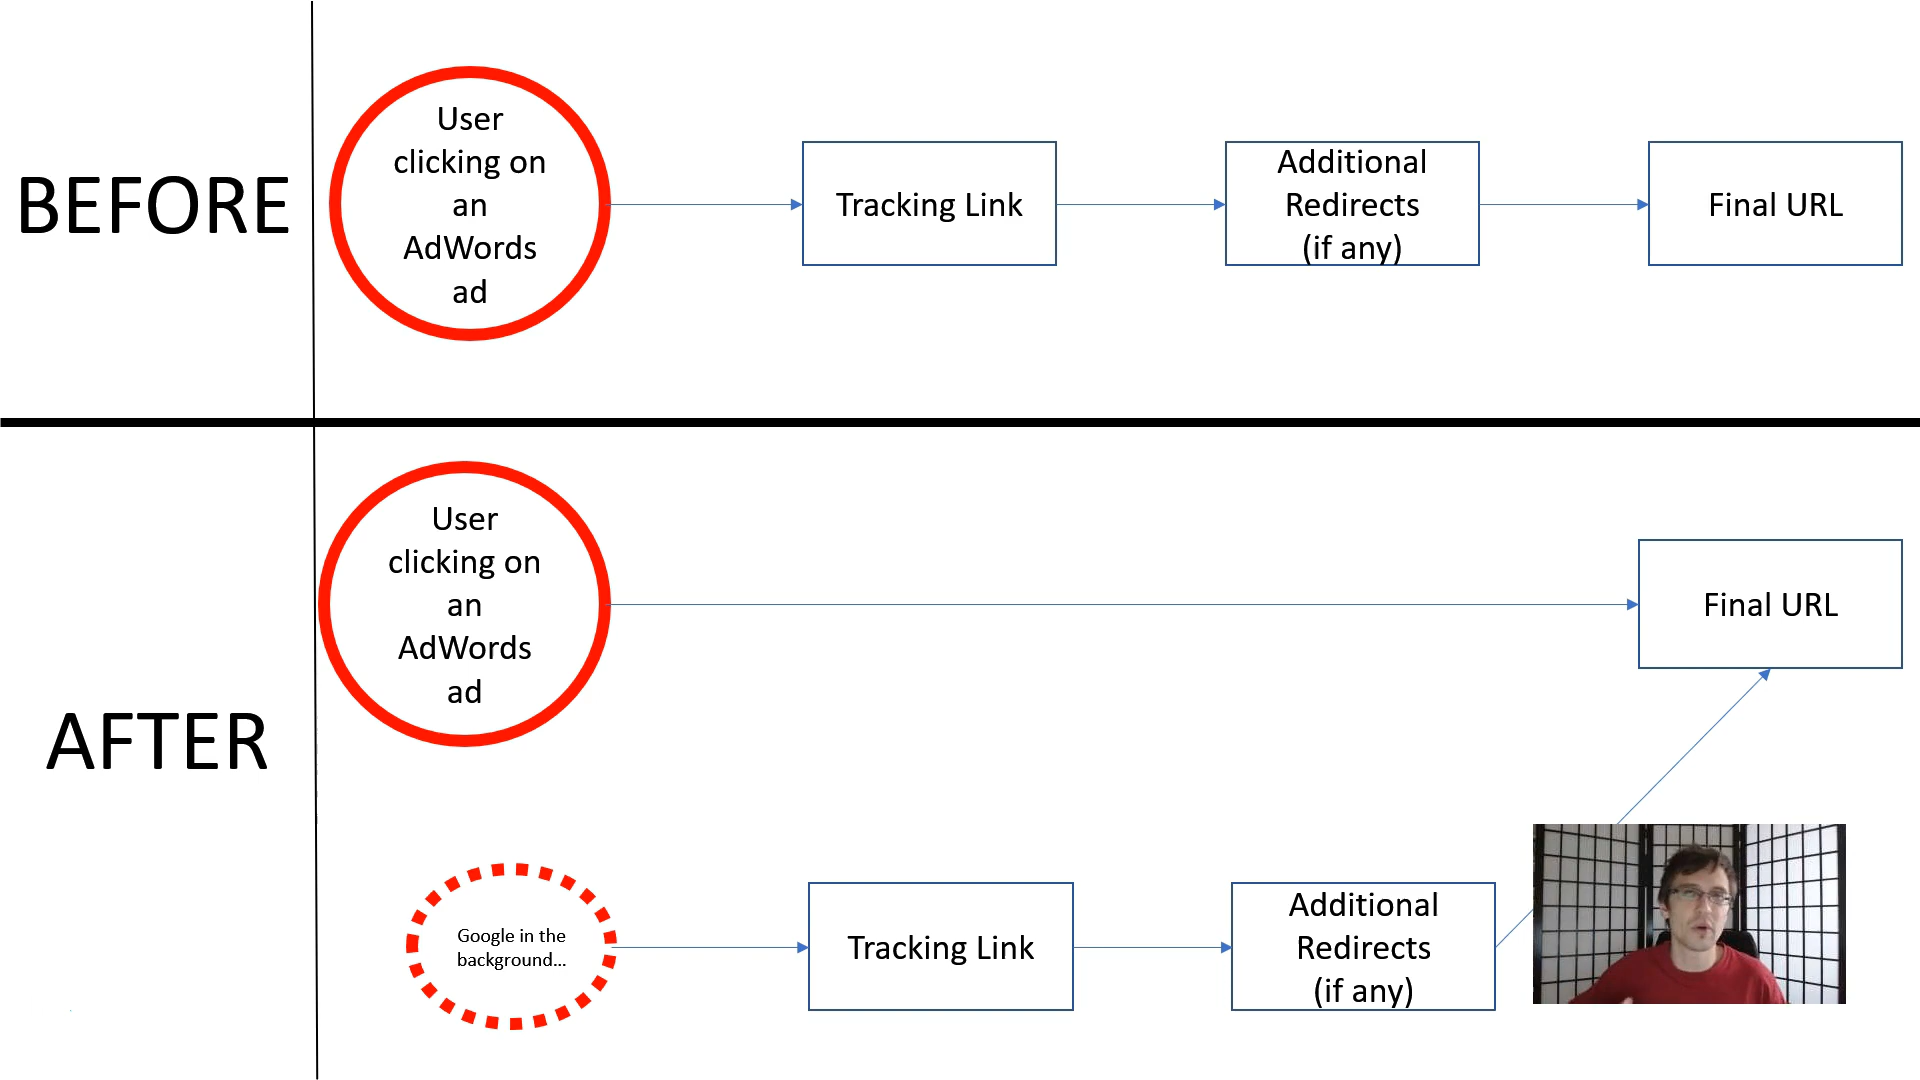 BEFORE
User
clicking on
an
AdWords
ad
Tracking Link
Additional
Redirects
(if any)
Final URL
AFTER
User
clicking on
an
AdWords
ad
Final URL
Google in the
background...
Tracking Link
Additional
Redirects
(if any)